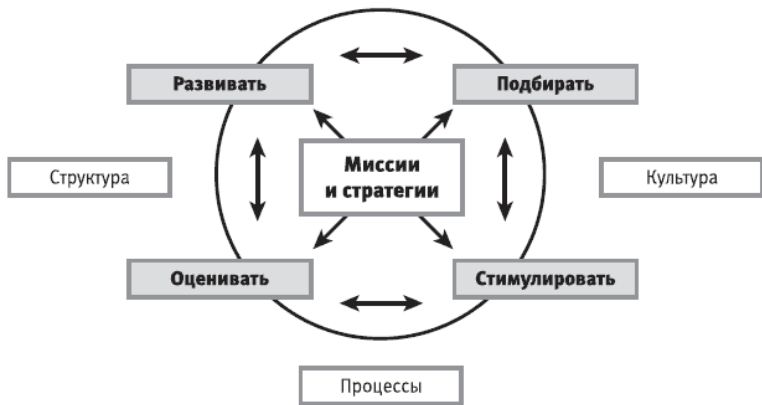 Развивать
Подбирать
Миссии
и стратегии
Структура
Культура
Оценивать
Стимулировать
Процессы